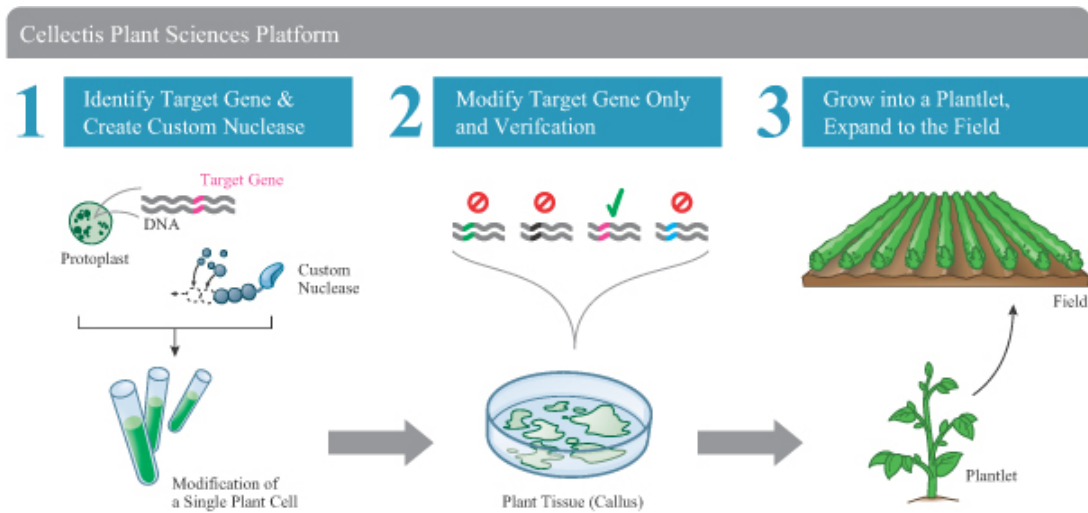 Cellectis Plant Sciences Platform
1
Identify Target Gene &
Create Custom Nuclease
Target Gene
DNA
Protoplast
Custom
Nuclease
Modification of
a Single Plant Cell
2
Modify Target Gene Only
and Verifcation
Plant Tissue (Callus)
3
Grow into a Plantlet,
Expand to the Field
Field
Plantlet